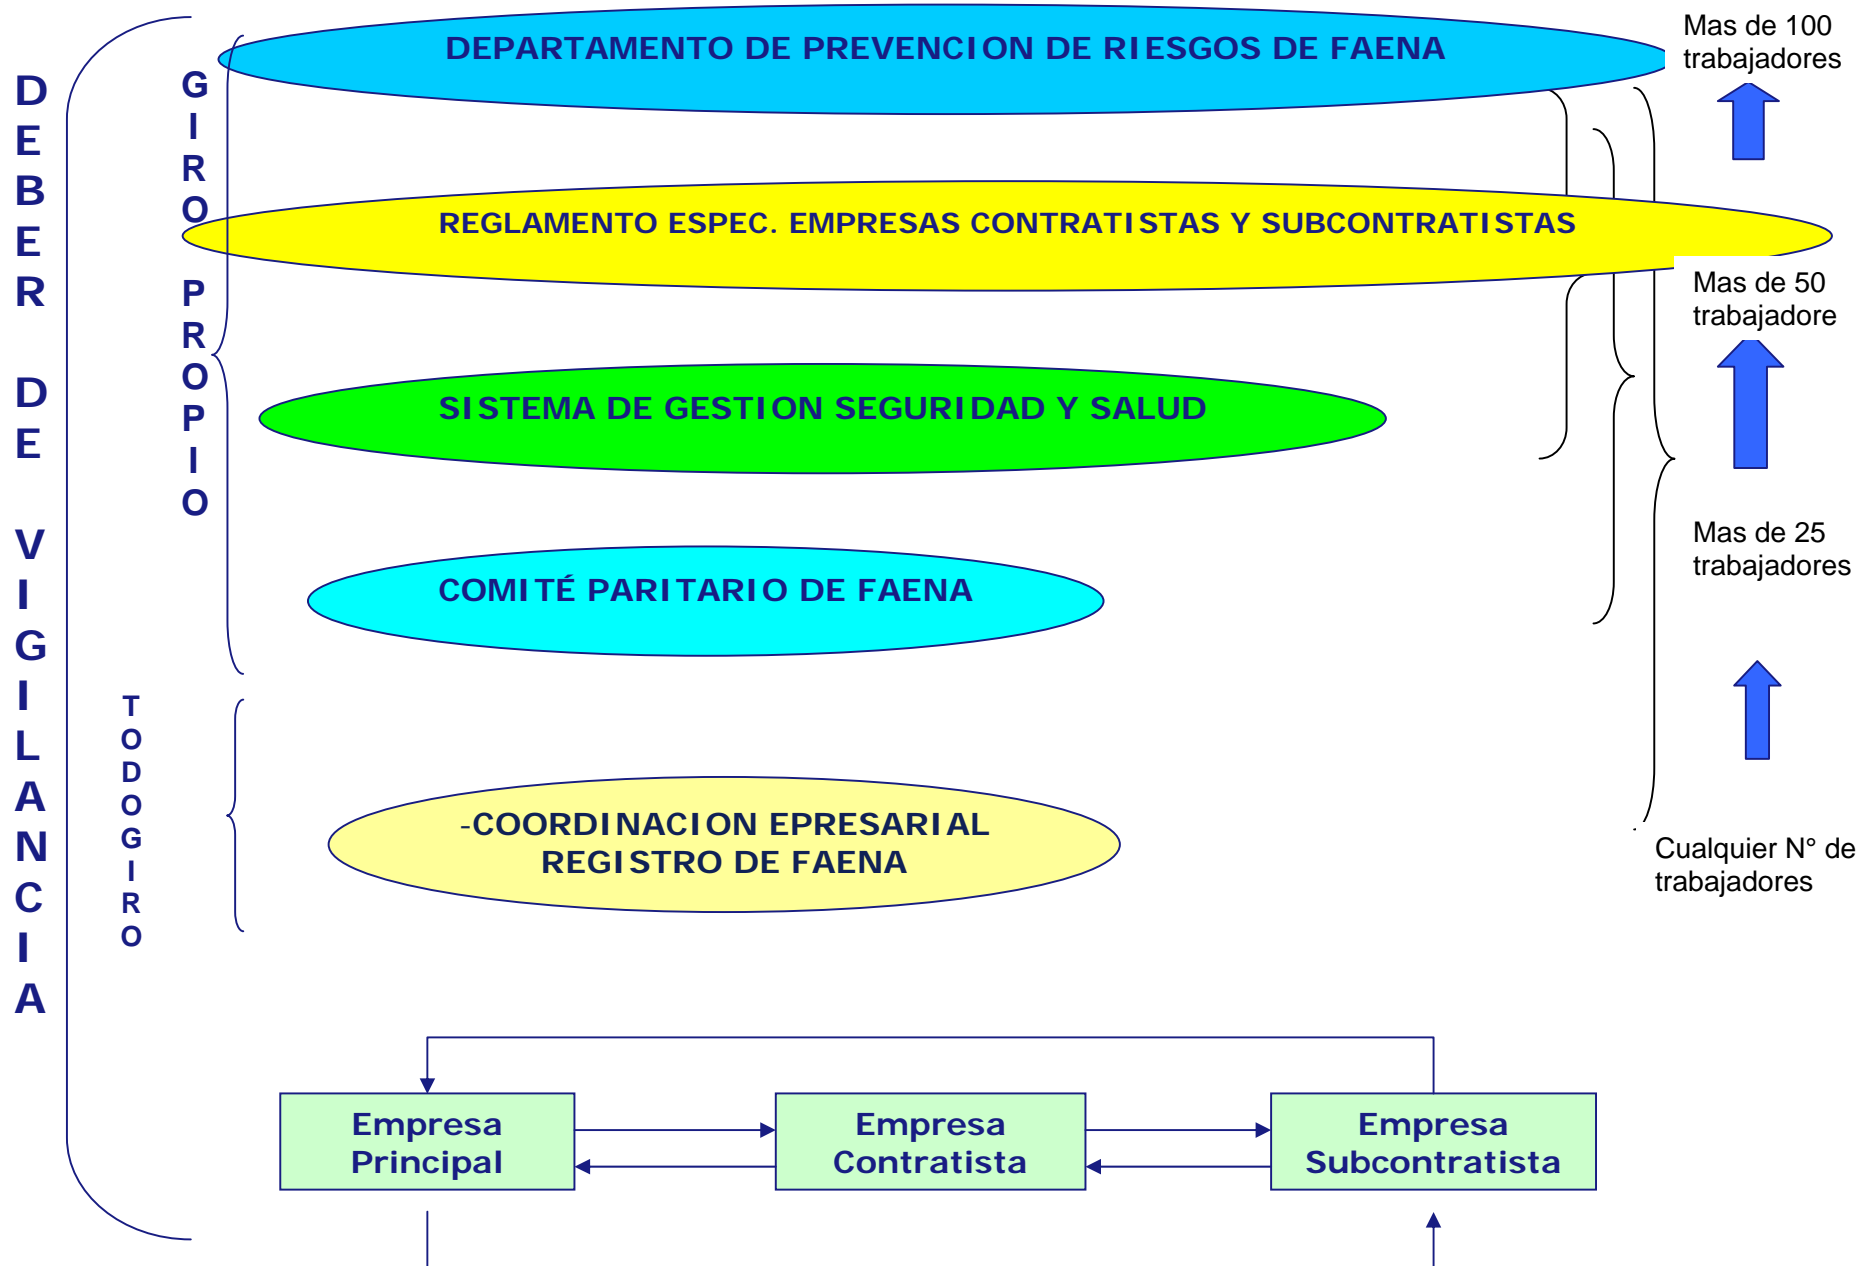 DEBER DE VIGILANCIA
GIRO PROPIO
DEPARTAMENTO DE PREVENCION DE RIESGOS DE FAENA
Mas de 100
trabajadores
REGLAMENTO ESPEC. EMPRESAS CONTRATISTAS Y SUBCONTRATISTAS
Mas de 50
trabajadore
SISTEMA DE GESTION SEGURIDAD Y SALUD
Mas de 25
trabajadores
COMITÉ PARITARIO DE FAENA
TODOGIRO
-COORDINACION EPRESARIAL
REGISTRO DE FAENA
Cualquier N° de
trabajadores
Empresa
Principal
Empresa
Contratista
Empresa
Subcontratista